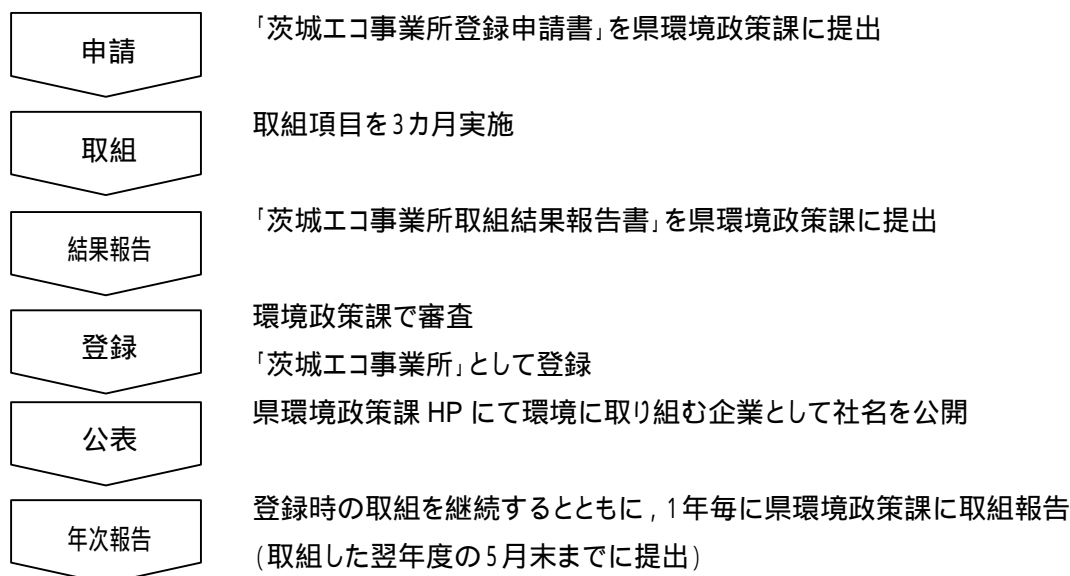 申請
「茨城エコ事業所登録申請書」を県環境政策課に提出
取組
取組項目を3カ月実施
結果報告
「茨城エコ事業所取組結果報告書」を県環境政策課に提出
登録
環境政策課で審査
「茨城エコ事業所」として登録
公表
県環境政策課 HP にて環境に取り組む企業として社名を公開
年次報告
登録時の取組を継続するとともに，1年毎に県環境政策課に取組報告
(取組した翌年度の5月末までに提出)